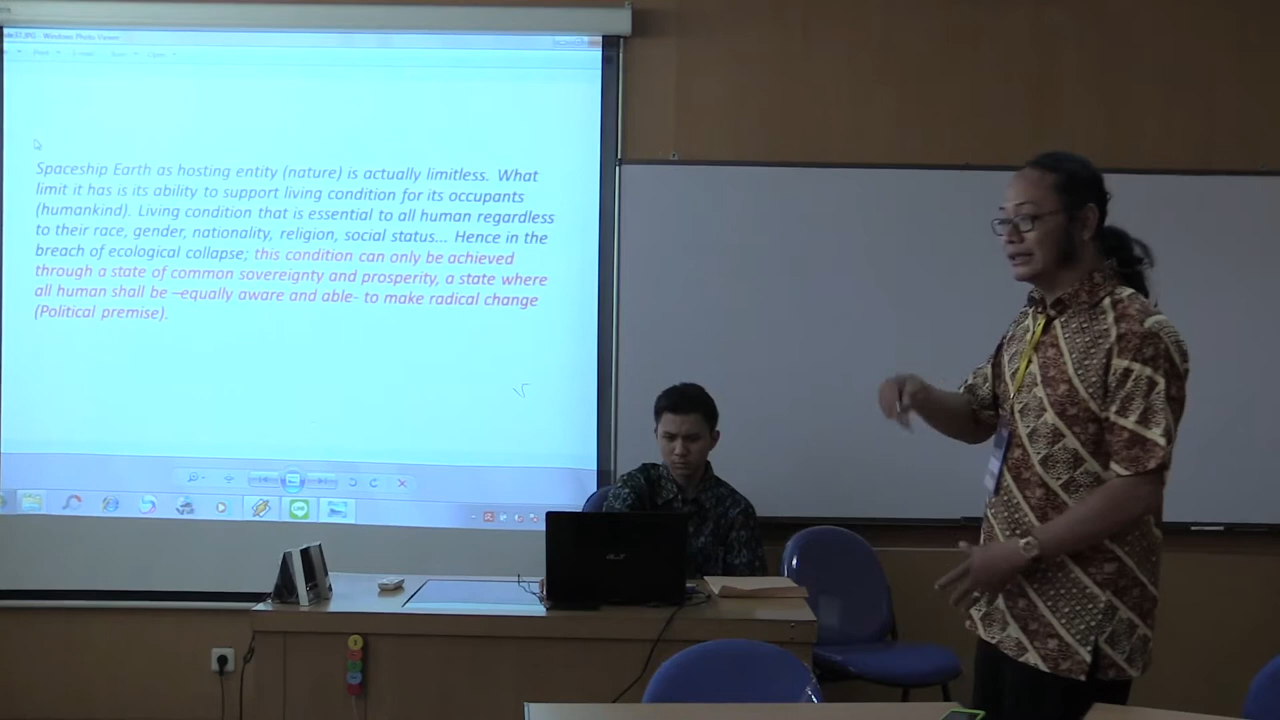 Windows Photo Viewer
Spaceship Earth as hosting entity (nature) is actually limitless. What
limit it has is its ability to support living condition for its occupants
(humankind). Living condition that is essential to all human regardless
to their race, gender, nationality, religion, social status... Hence in the
breach of ecological collapse; this condition can only be achieved
through a state of common sovereignty and prosperity, a state where
all human shall be –equally aware and able- to make radical change
(Political premise).